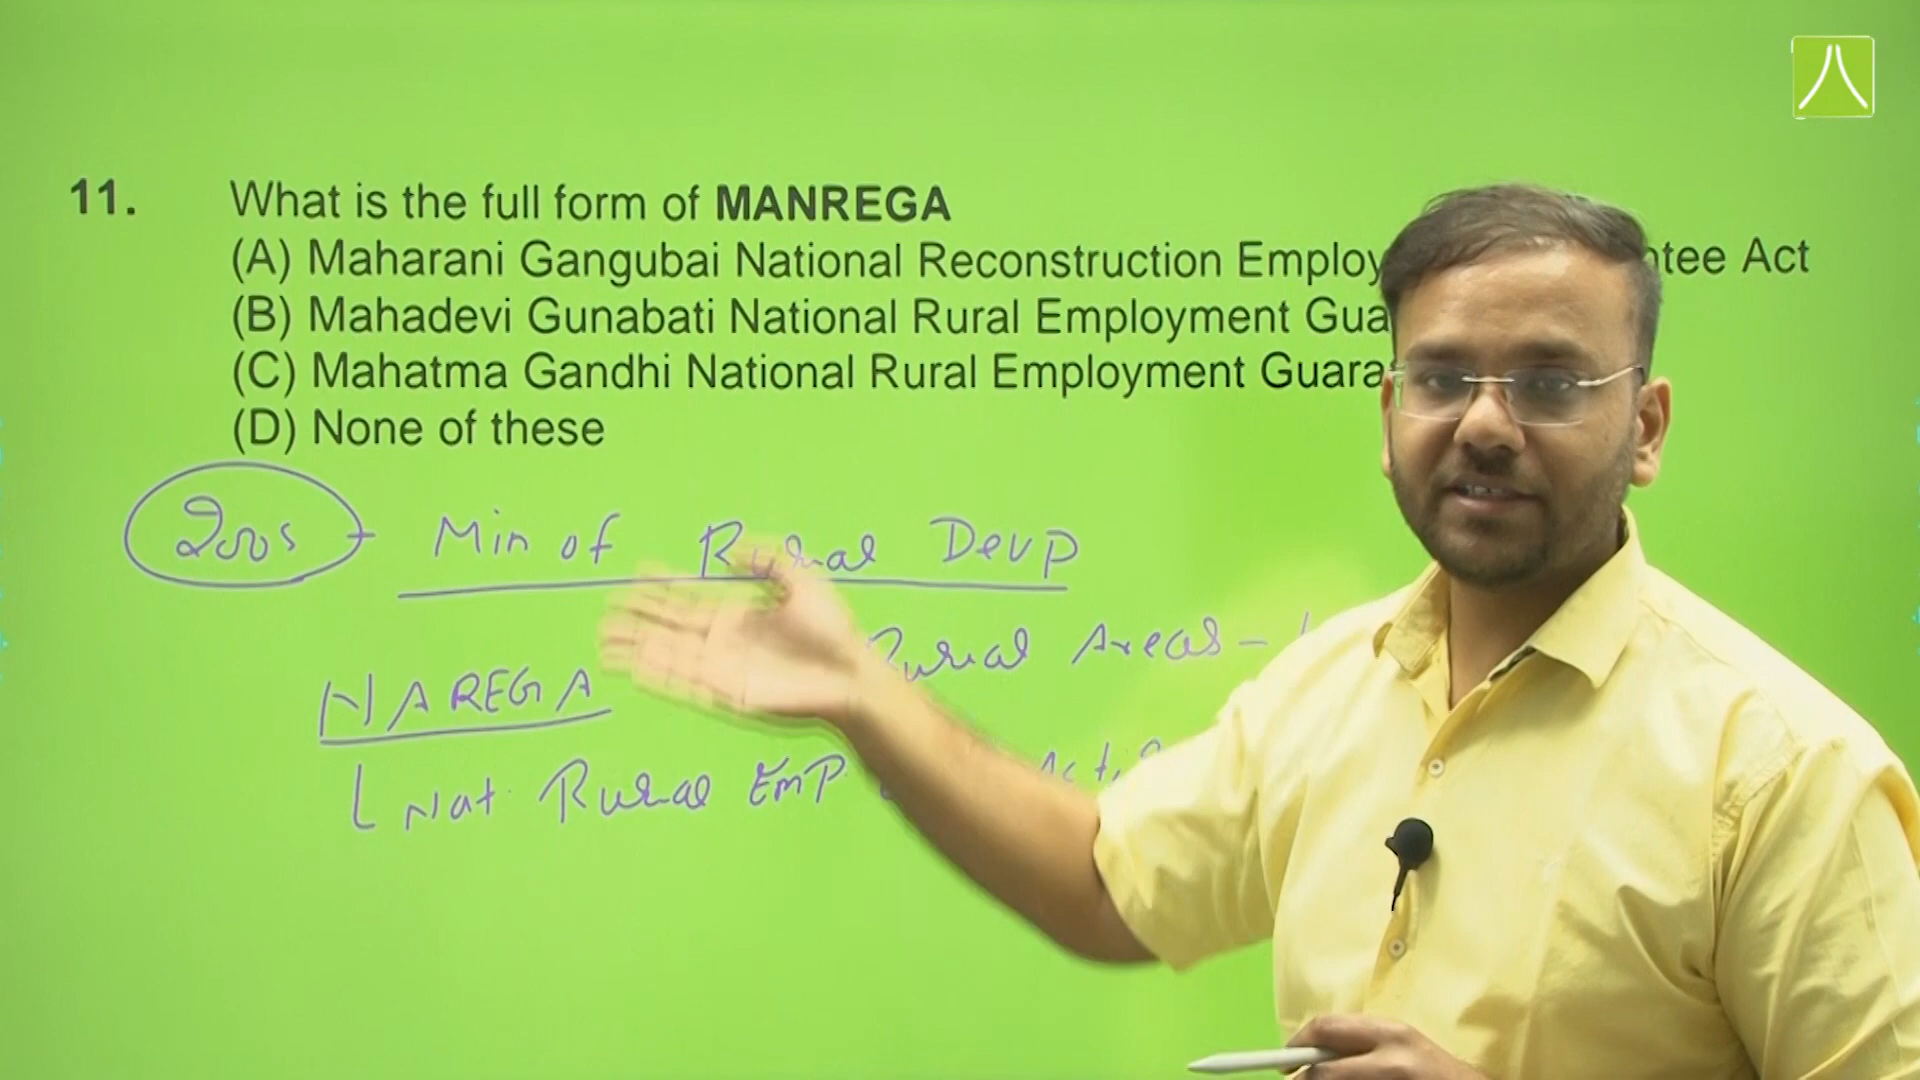 11. What is the full form of MANREGA
(A) Maharani Gangubai National Reconstruction Employ tee Act
(B) Mahadevi Gunabati National Rural Employment Gua
(C) Mahatma Gandhi National Rural Employment Guara
(D) None of these
2005 - Min of Rural Devp
Rural Areas -
NAREGA
Nat. Rural Emp. Act